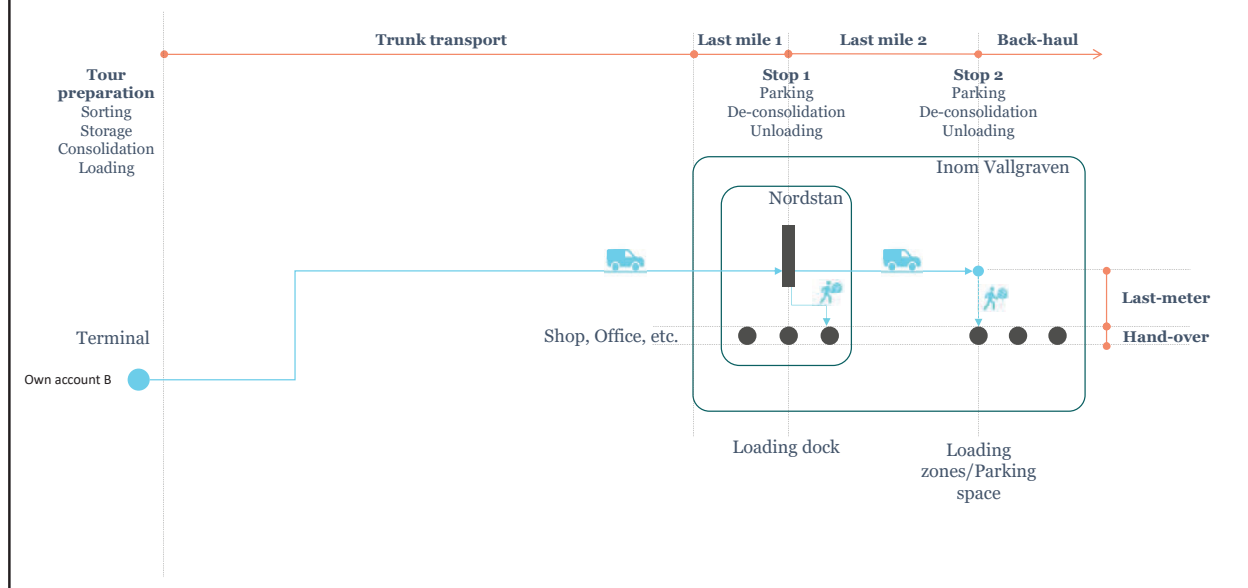 Trunk transport
Last mile 1
Last mile 2
Back-haul
Tour
preparation
Sorting
Storage
Consolidation
Loading
Stop 1
Parking
De-consolidation
Unloading
Stop 2
Parking
De-consolidation
Unloading
Inom Vallgraven
Nordstan
Last-meter
Terminal
Shop, Office, etc.
Hand-over
Own account B
Loading dock
Loading
zones/Parking
space